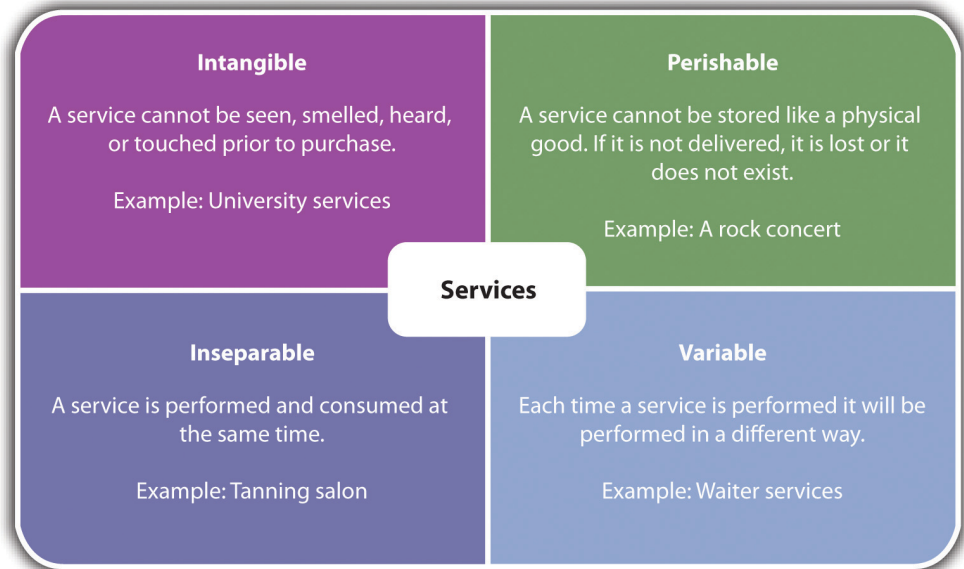 Intangible
A service cannot be seen, smelled, heard,
or touched prior to purchase.
Example: University services
Perishable
A service cannot be stored like a physical
good. If it is not delivered, it is lost or it
does not exist.
Example: A rock concert
Services
Inseparable
A service is performed and consumed at
the same time.
Example: Tanning salon
Variable
Each time a service is performed it will be
performed in a different way.
Example: Waiter services